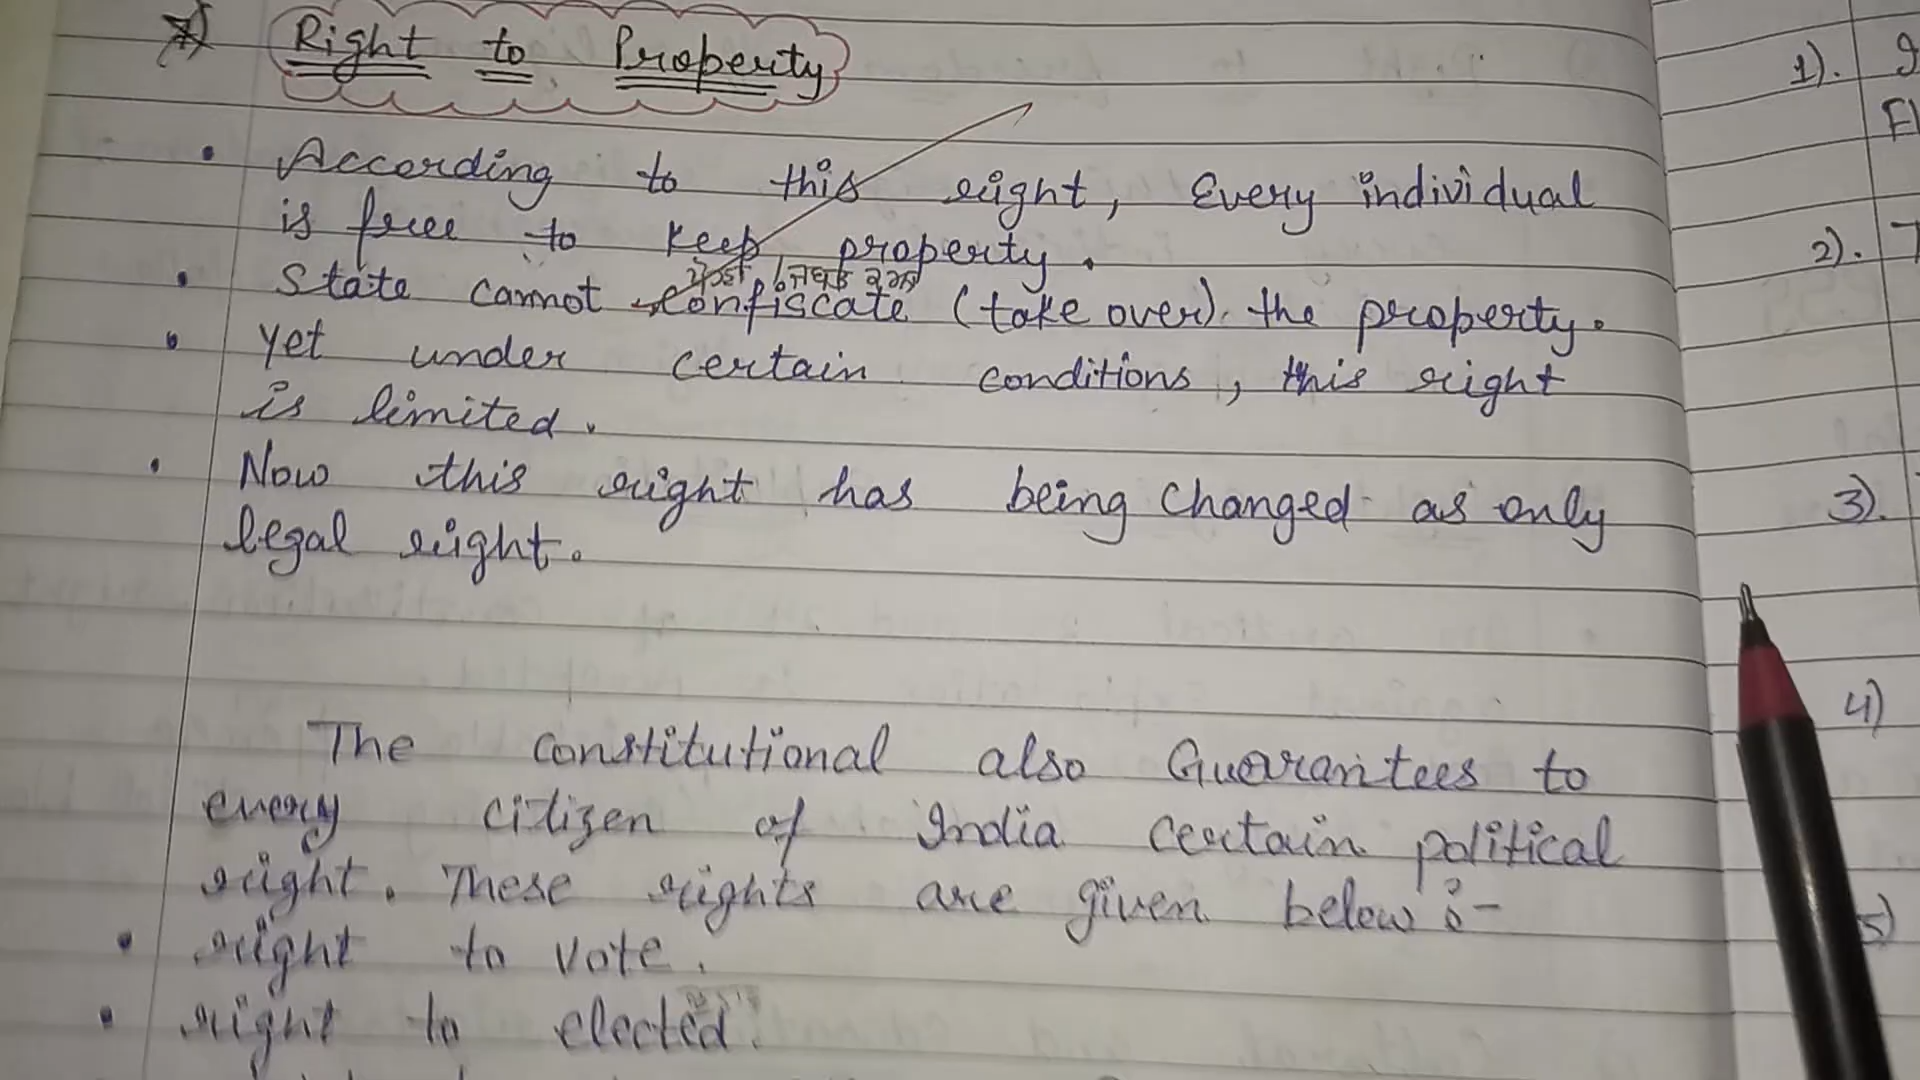 7) Right to Property
• According to this right, Every individual
is free to keep property.
• State cannot confiscate (take over). the property.
• Yet under certain conditions, this right
is limited.
• Now this right has being changed as only
legal right.
The constitutional also Guarantees to
every citizen of India certain political
right. These rights are given below :-
• right to vote.
• right to elected.
1).
2).
3).
4)
5)